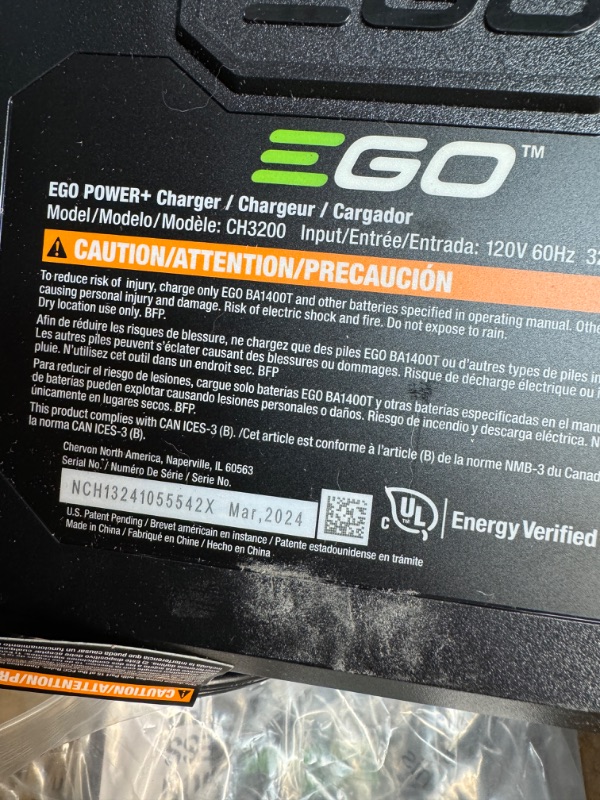 EGO
EGO™
EGO POWER+ Charger / Chargeur / Cargador
Model/Modelo/Modèle: CH3200 Input/Entrée/Entrada: 120V 60Hz 32
CAUTION/ATTENTION/PRECAUCIÓN
To reduce risk of injury, charge only EGO BA1400T and other batteries specified in operating manual. Othe
causing personal injury and damage. Risk of electric shock and fire. Do not expose to rain.
Dry location use only. BFP.
Afin de réduire les risques de blessure, ne chargez que des piles EGO BA1400T ou d'autres types de piles in
Les autres piles peuvent s'éclater causant des blessures ou dommages. Risque de décharge électrique ou i
pluie. N'utilisez cet outil dans un endroit sec. BFP
Para reducir el riesgo de lesiones, cargue solo baterías EGO BA1400T y otras baterías especificadas en el manu
de baterías pueden explotar causando lesiones personales o daños. Riesgo de incendio y descarga eléctrica. N
únicamente en lugares secos. BFP.
This product complies with CAN ICES-3 (B). /Cet article est conforme à l'article (B) de la norme NMB-3 du Canad
la norma CAN ICES-3 (B).
Chervon North America, Naperville, IL 60563
Serial No./ Numéro De Série / Serie No.
NCH13241055542X Mar,2024
C UL Energy Verified
U.S. Patent Pending / Brevet américain en instance / Patente estadounidense en trámite
Made in China / Fabriqué en Chine / Hecho en China
CAUTION/ATTENTION/PR